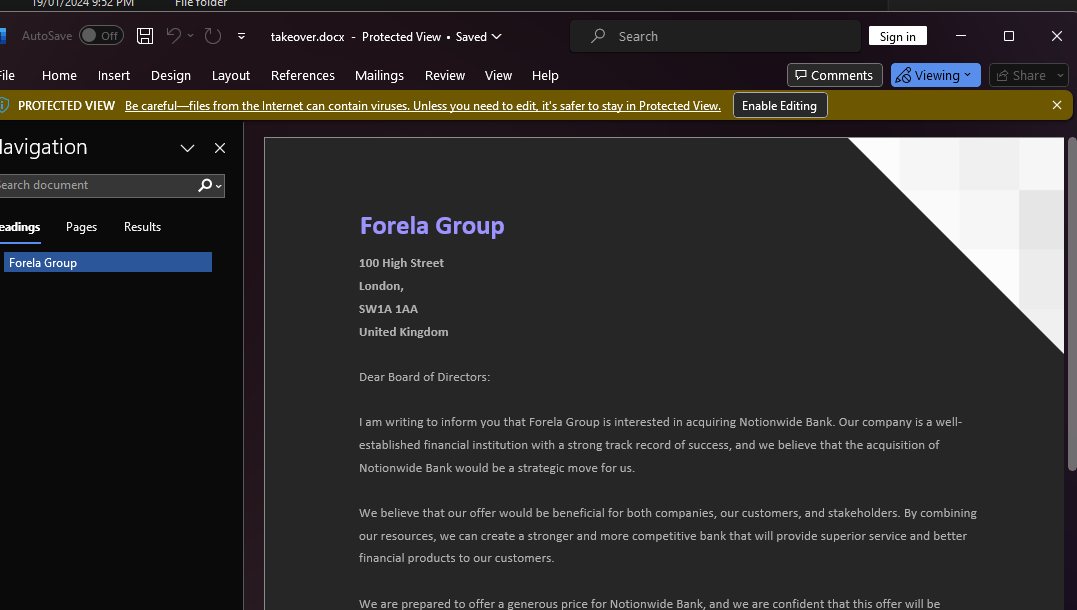 19/01/2024 9:52 PM File folder
AutoSave Off takeover.docx - Protected View • Saved Search Sign in
File Home Insert Design Layout References Mailings Review View Help Comments Viewing Share
PROTECTED VIEW Be careful—files from the Internet can contain viruses. Unless you need to edit, it's safer to stay in Protected View. Enable Editing
Navigation
Search document
Headings Pages Results
Forela Group
Forela Group
100 High Street
London,
SW1A 1AA
United Kingdom
Dear Board of Directors:
I am writing to inform you that Forela Group is interested in acquiring Notionwide Bank. Our company is a well-
established financial institution with a strong track record of success, and we believe that the acquisition of
Notionwide Bank would be a strategic move for us.
We believe that our offer would be beneficial for both companies, our customers, and stakeholders. By combining
our resources, we can create a stronger and more competitive bank that will provide superior service and better
financial products to our customers.
We are prepared to offer a generous price for Notionwide Bank, and we are confident that this offer will be